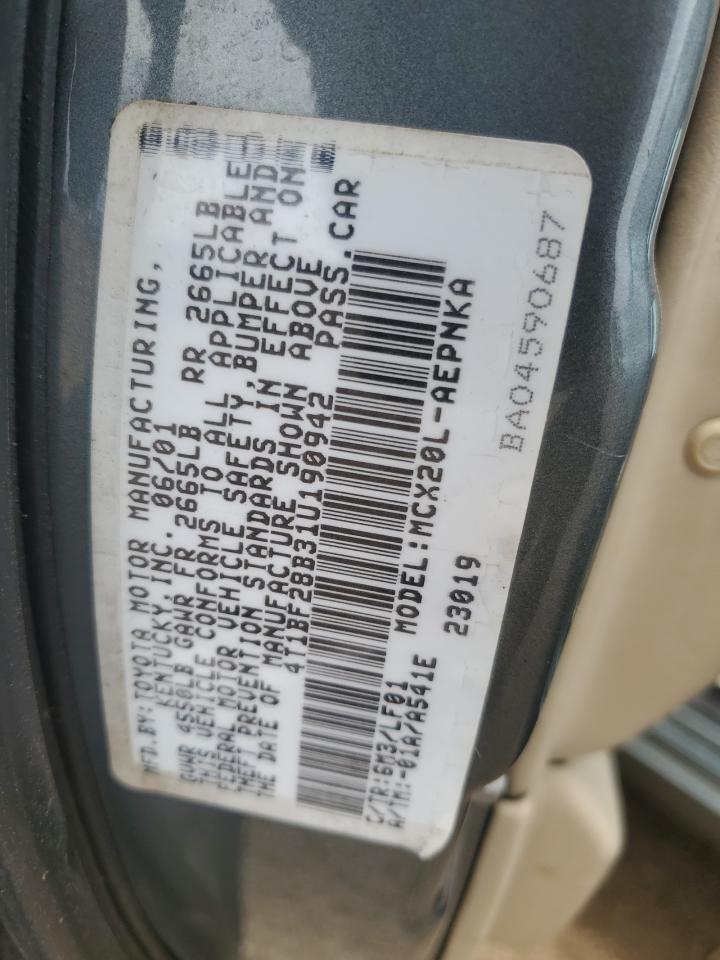 MFD.BY: TOYOTA MOTOR MANUFACTURING,
KENTUCKY, INC. 06/01
GVWR 4550LB GAWR FR 2665LB RR 2665LB
THIS VEHICLE CONFORMS TO ALL APPLICABLE
FEDERAL MOTOR VEHICLE SAFETY, BUMPER AND
THEFT PREVENTION STANDARDS IN EFFECT ON
THE DATE OF MANUFACTURE SHOWN ABOVE
4T1BF28B31U190942 PASS. CAR
C/TR:6M3/LF01 MODEL:MCX20L-AEPNKA
A/TM:-01A/A541E 23019
BA04590687